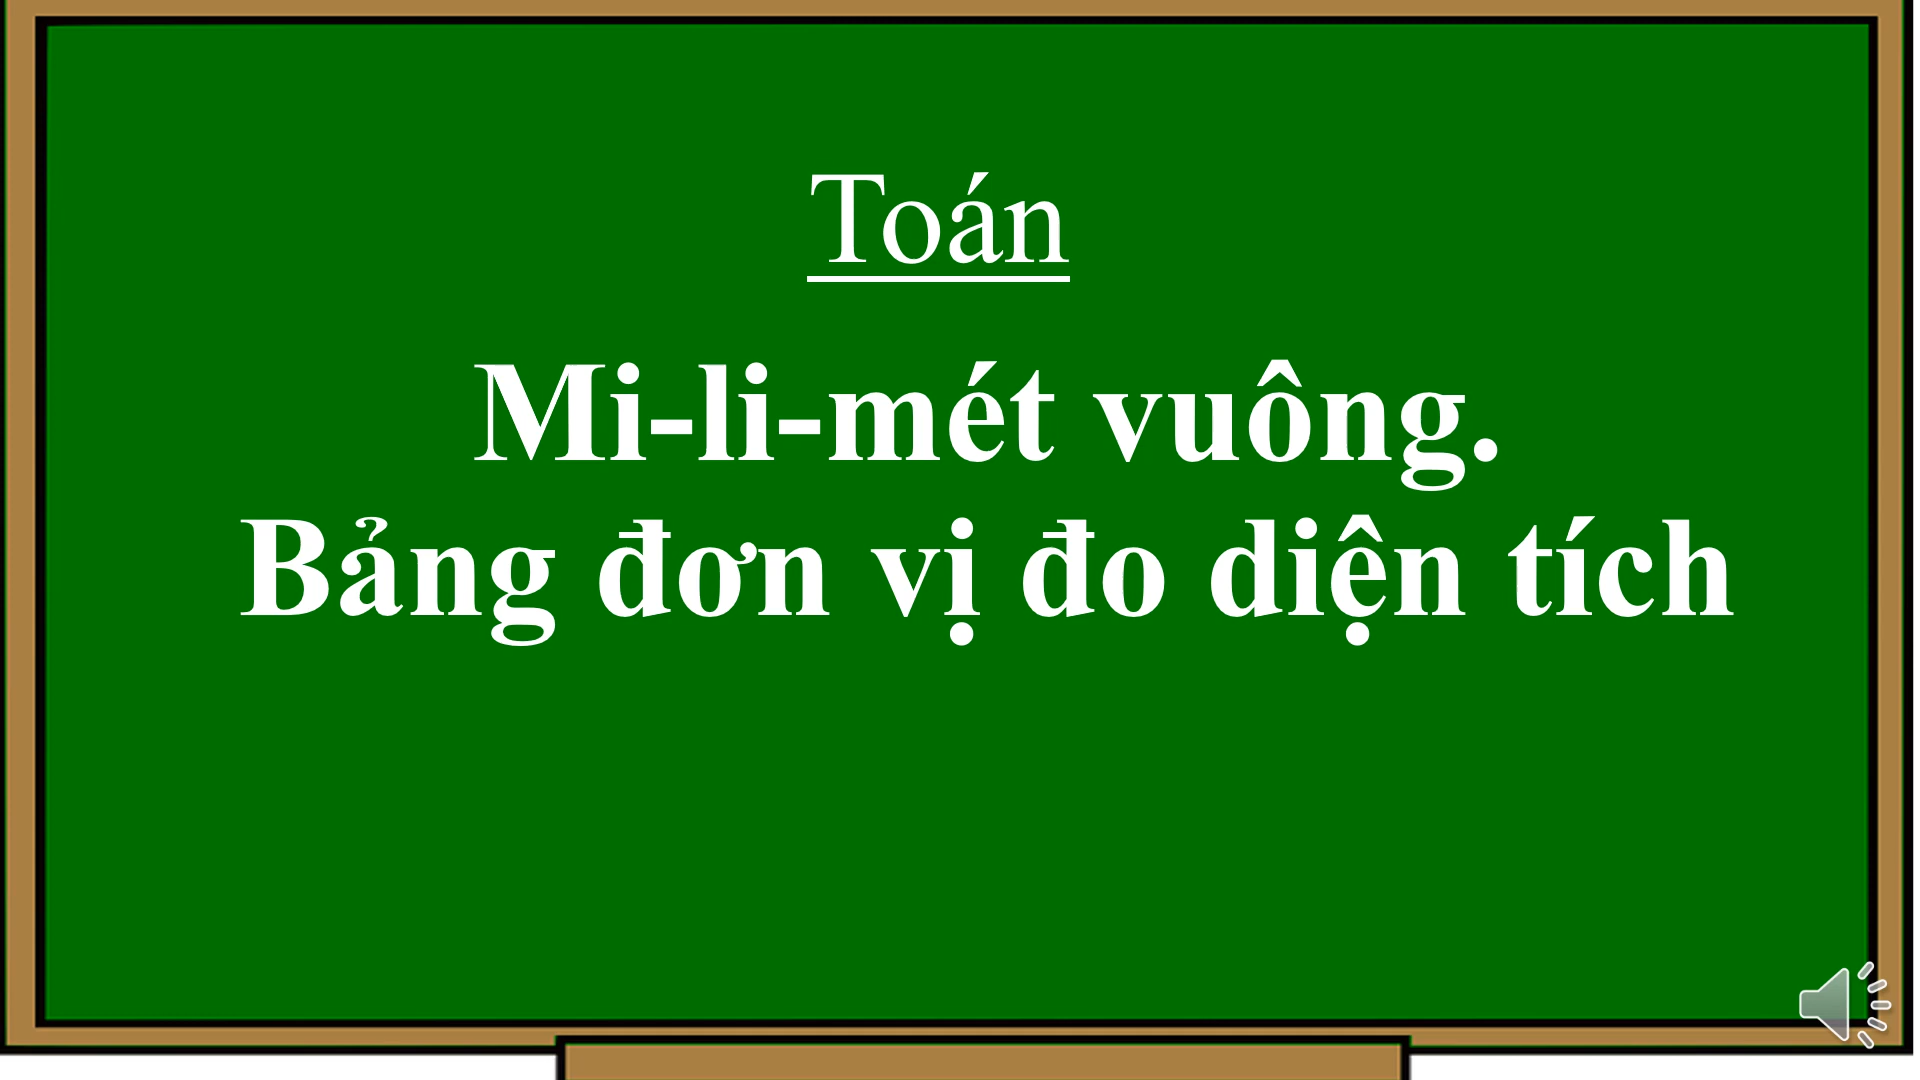 Toán
Mi-li-mét vuông.
Bảng đơn vị đo diện tích